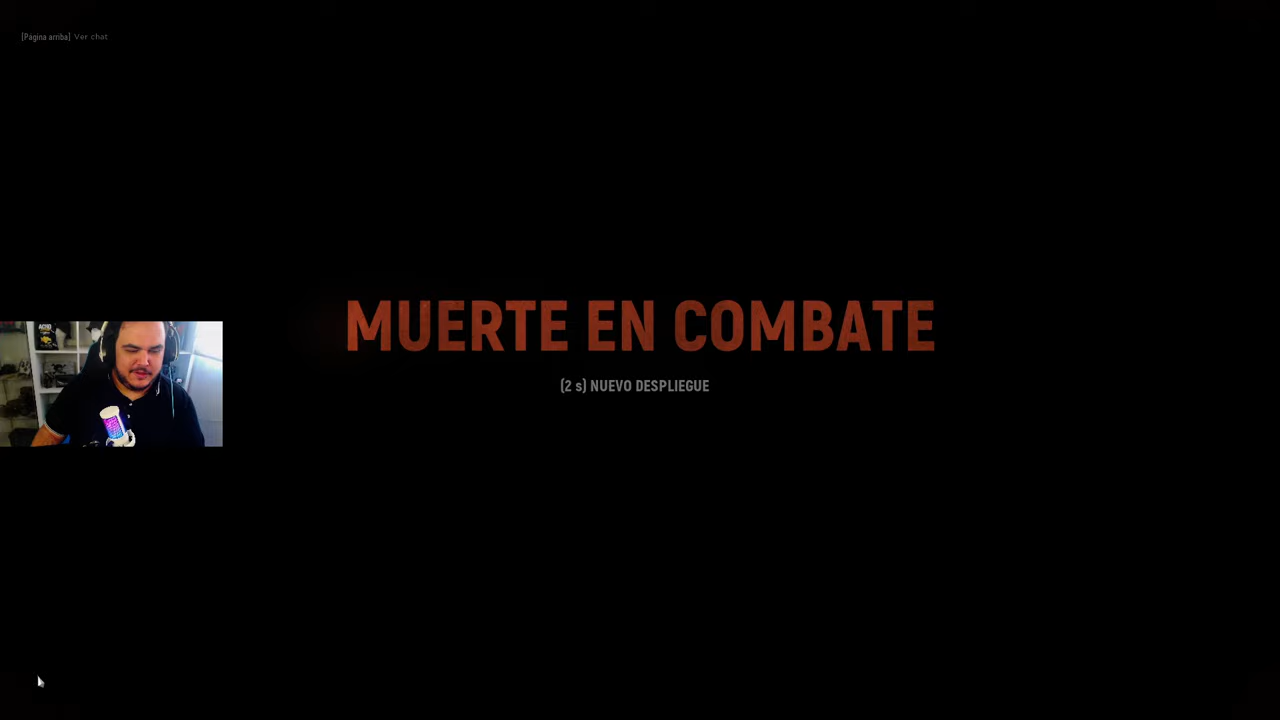 [Página arriba] Ver chat
MUERTE EN COMBATE
(2 s) NUEVO DESPLIEGUE